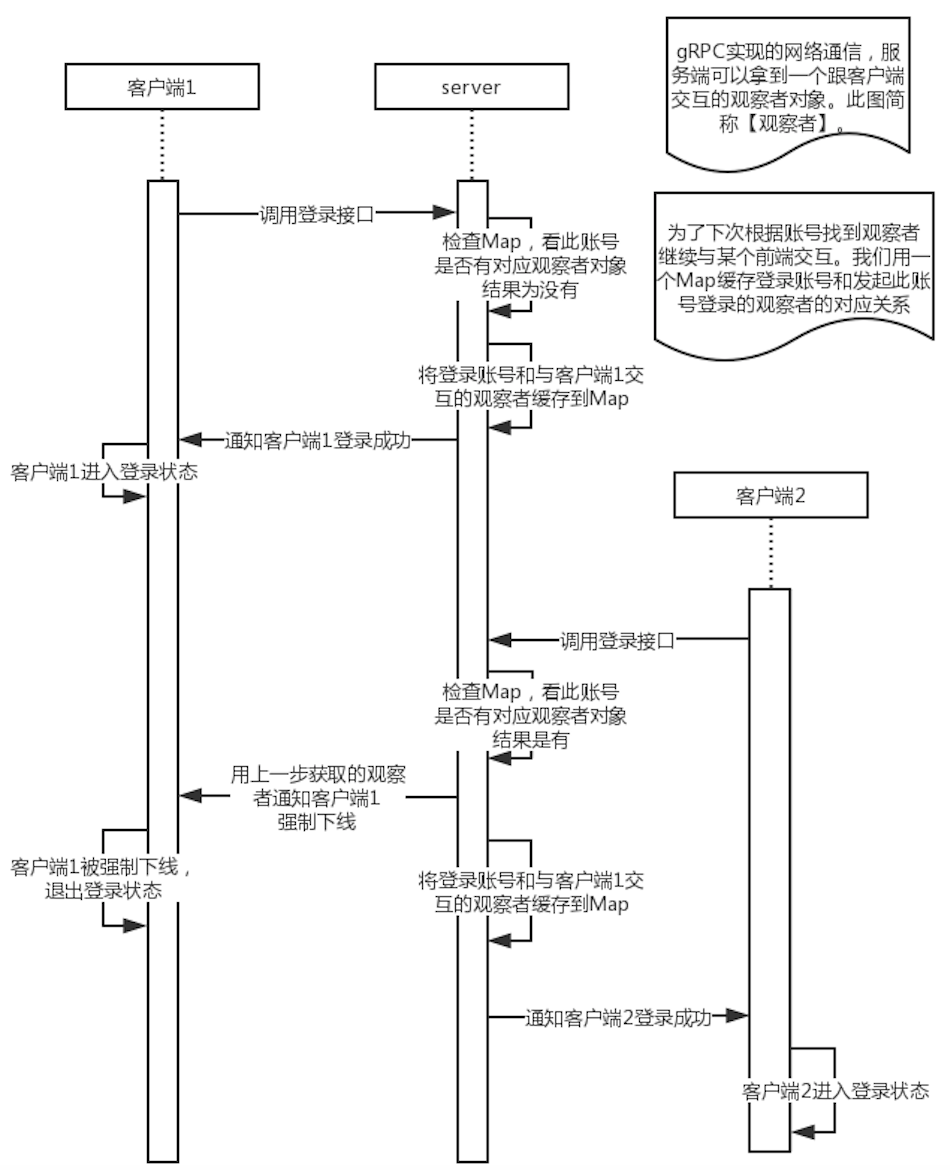 gRPC实现的网络通信，服
务端可以拿到一个跟客户端
交互的观察者对象。此图简
称【观察者】。
客户端1
server
为了下次根据账号找到观察者
继续与某个前端交互。我们用一
个Map缓存登录账号和发起此账
号登录的观察者的对应关系
调用登录接口
检查Map，看此账号
是否有对应观察者对象
结果为没有
将登录账号和与客户端1交
互的观察者缓存到Map
通知客户端1登录成功
客户端1进入登录状态
客户端2
调用登录接口
检查Map，看此账号
是否有对应观察者对象
结果是有
用上一步获取的观察
者通知客户端1
强制下线
客户端1被强制下线，
退出登录状态
将登录账号和与客户端1交
互的观察者缓存到Map
通知客户端2登录成功
客户端2进入登录状态